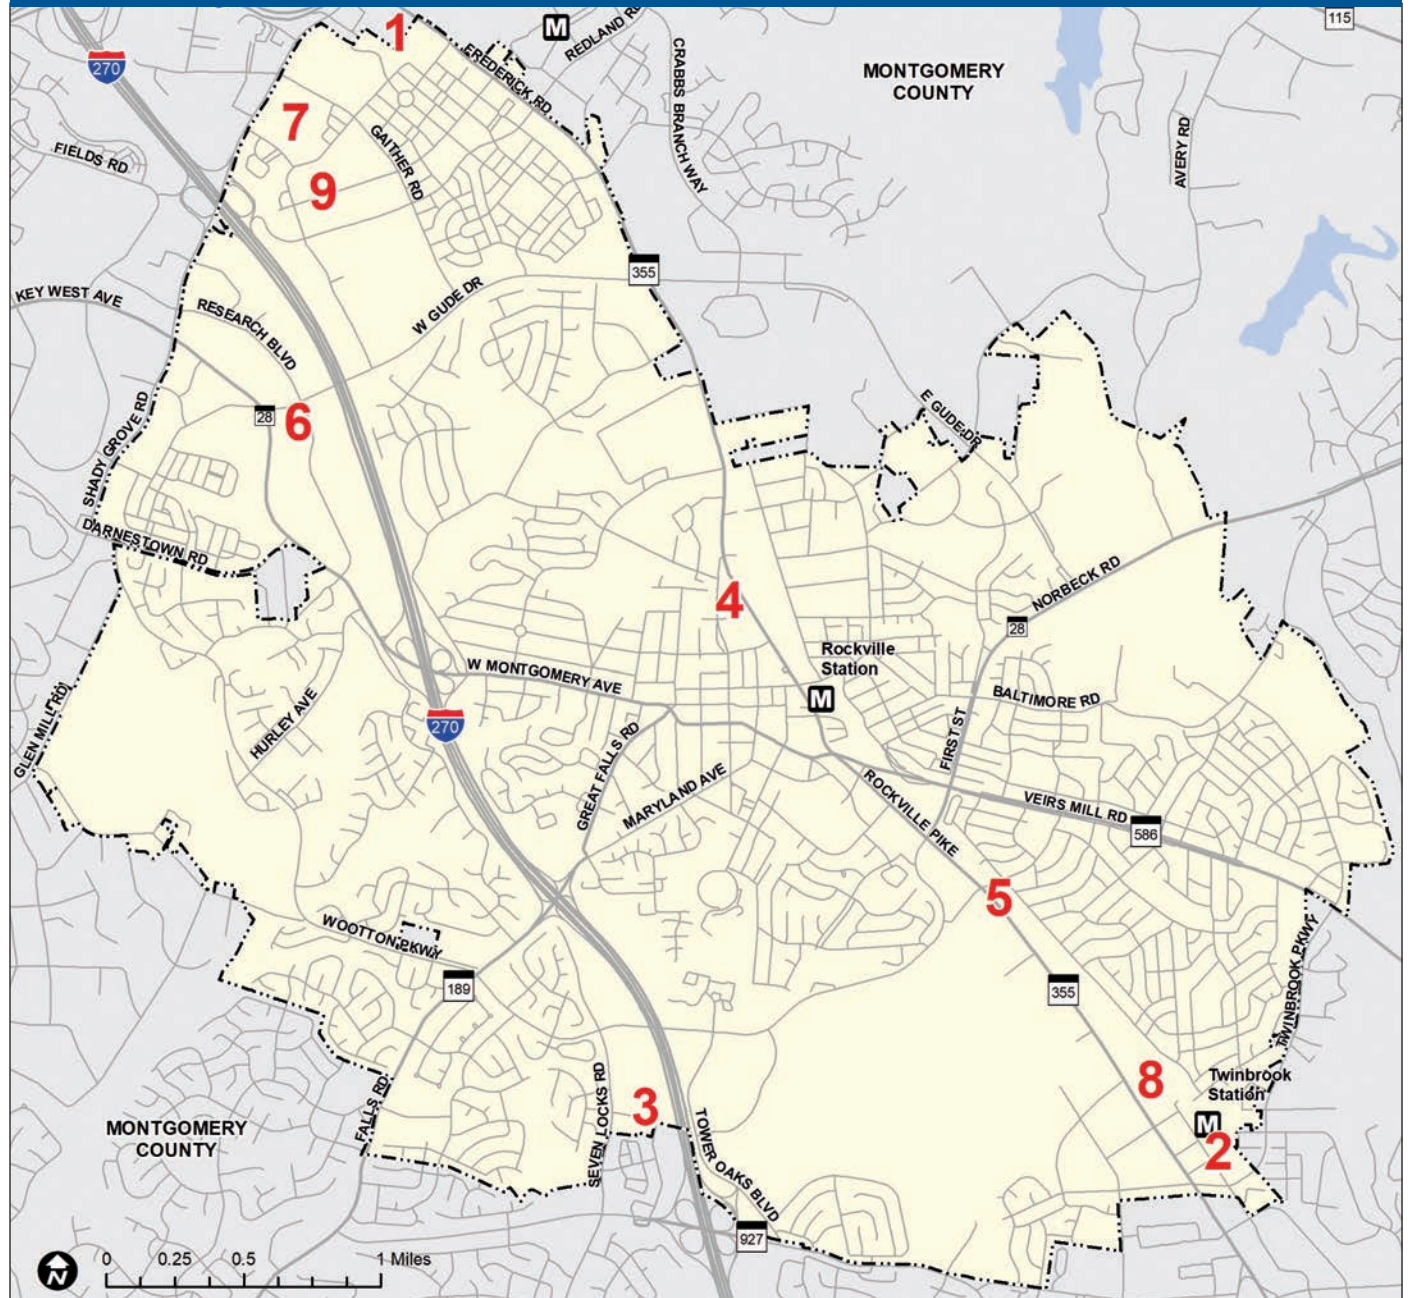 1
M
REDLAND RD
115
270
FREDERICK RD
CRABBS BRANCH WAY
MONTGOMERY
COUNTY
7
GAITHER RD
AVERY RD
FIELDS RD
9
355
KEY WEST AVE
RESEARCH BLVD
W GUDE DR
28
6
E GUDE DR
SHADY GROVE RD
DARNESTOWN RD
4
NORBECK RD
28
Rockville
Station
M
W MONTGOMERY AVE
BALTIMORE RD
GLEN MILL RD
HURLEY AVE
270
GREAT FALLS RD
MARYLAND AVE
FIRST ST
ROCKVILLE PIKE
VEIRS MILL RD
586
5
WOOTTON PKWY
189
355
TWINBROOK PKWY
8
Twinbrook
Station
M
2
FALLS RD
SEVEN LOCKS RD
3
TOWER OAKS BLVD
MONTGOMERY
COUNTY
927
N
0 0.25 0.5 1 Miles